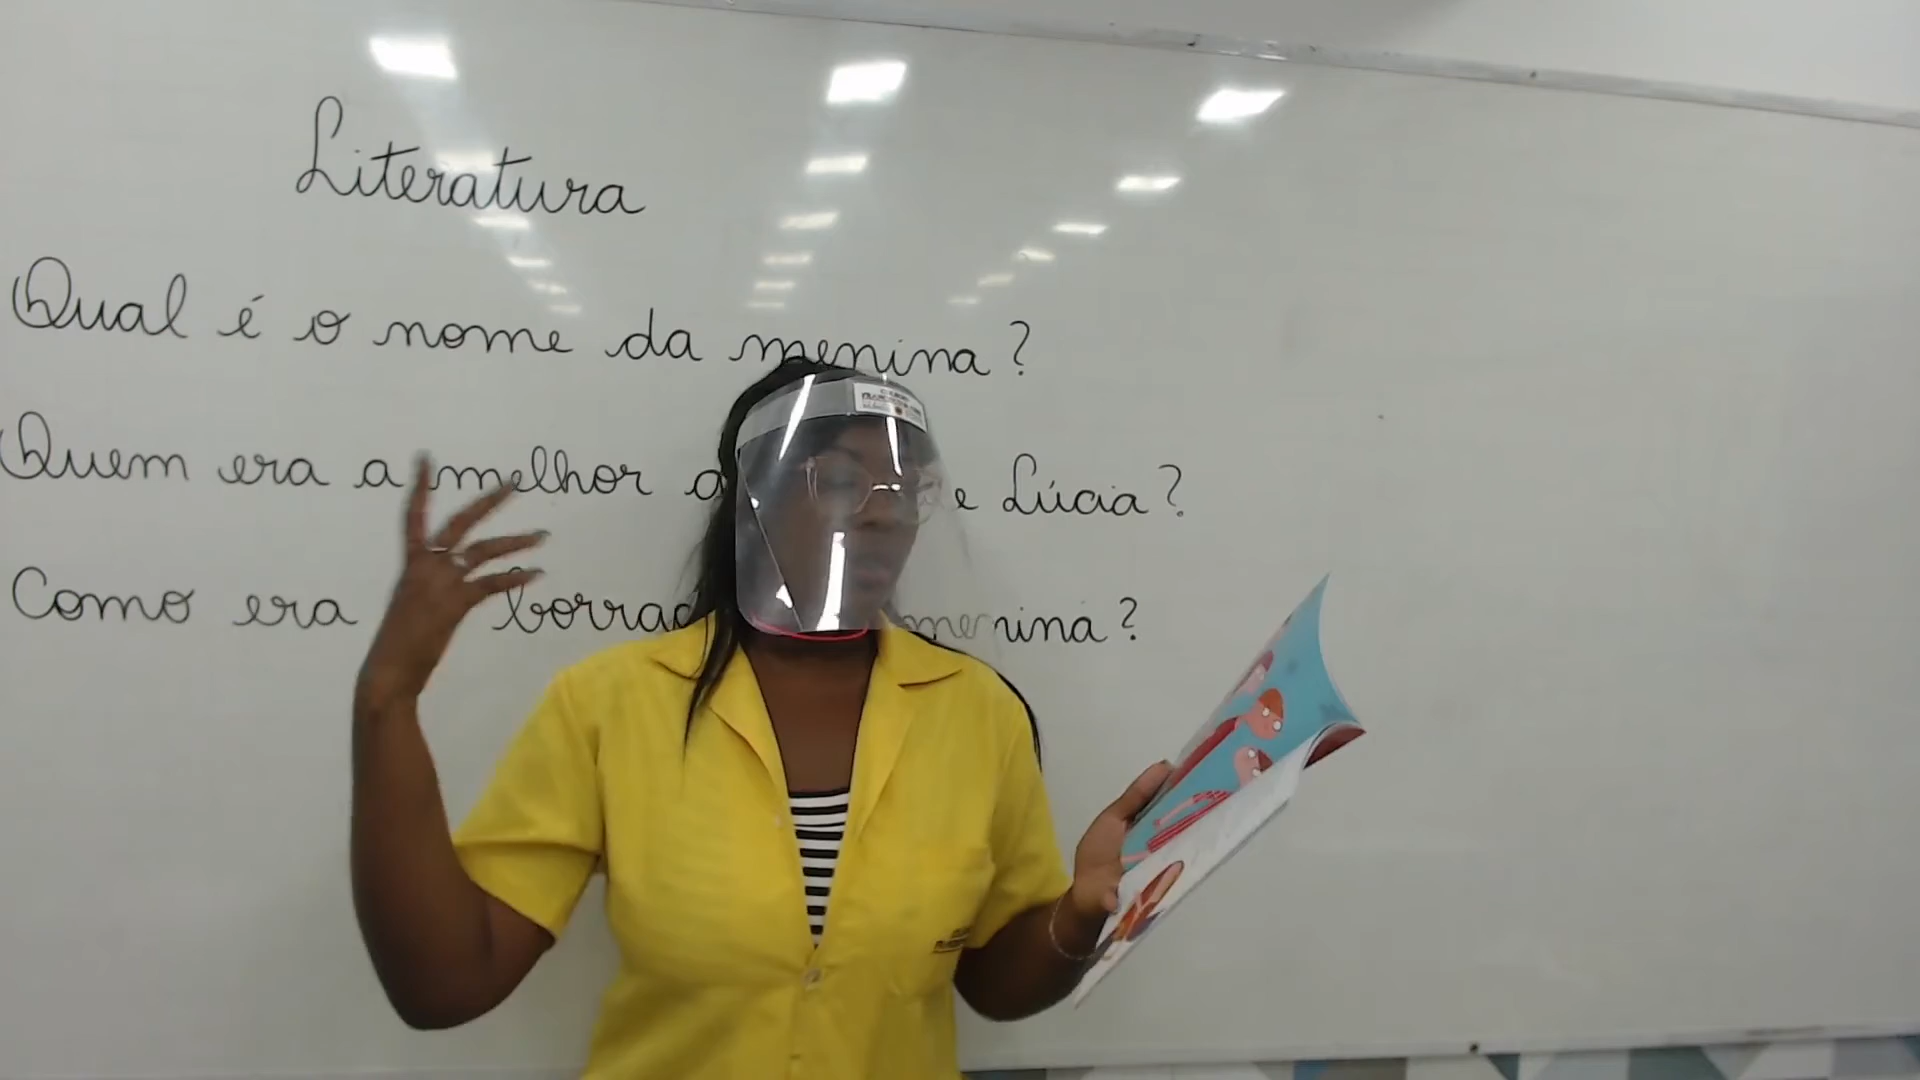 Literatura
Qual é o nome da menina?
Quem era a melhor Lúcia?
Como era menina?